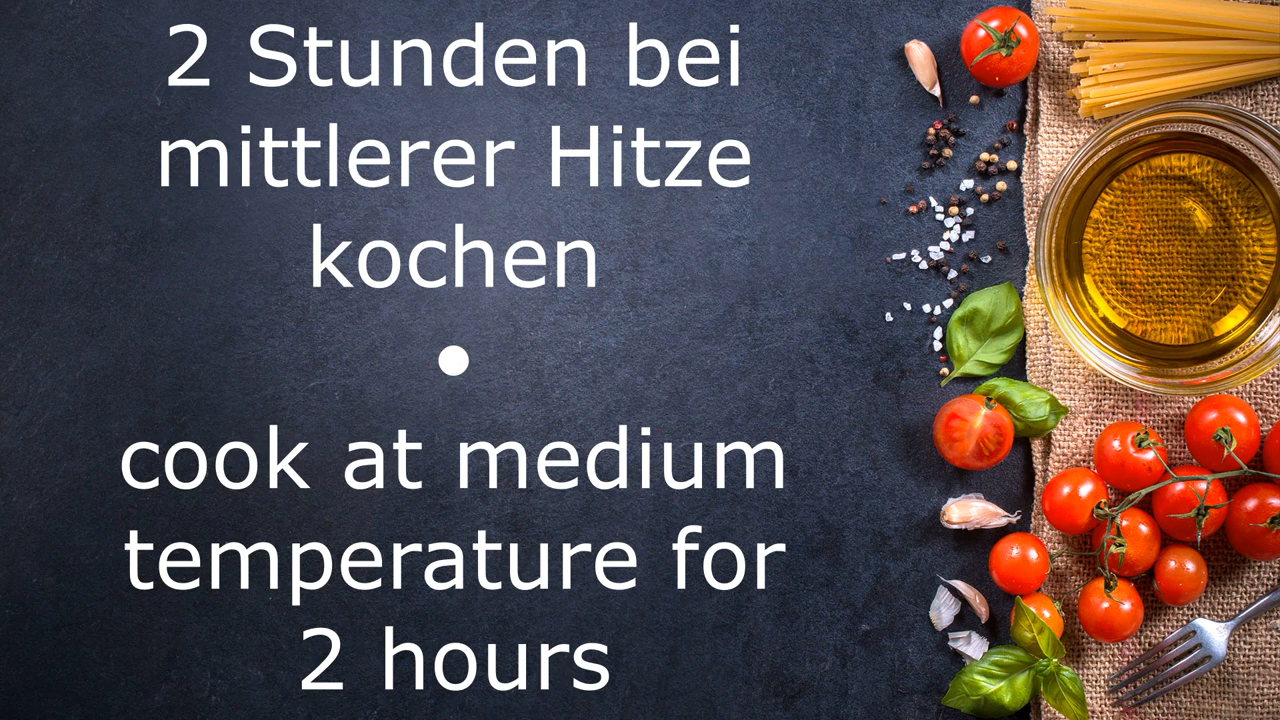 2 Stunden bei
mittlerer Hitze
kochen
•
cook at medium
temperature for
2 hours